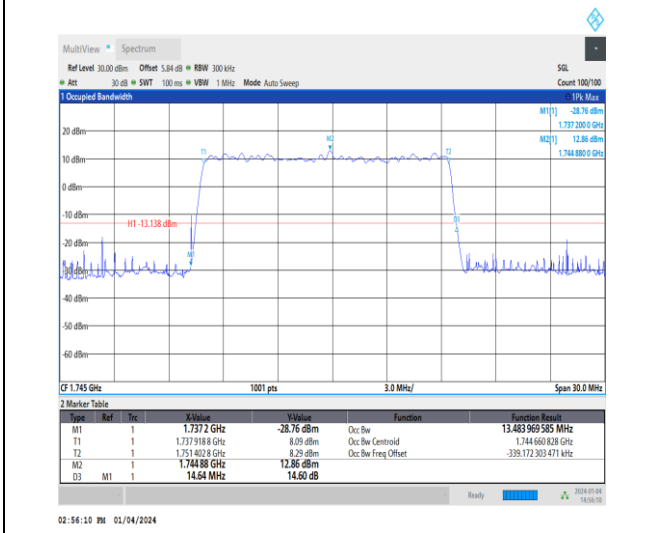 MultiView Spectrum
Ref Level 30.00 dBm Offset 5.84 dB RBW 300 kHz SGL
Att 30 dB SWT 100 ms VBW 1 MHz Mode Auto Sweep Count 100/100
1 Occupied Bandwidth 1Pk Max
M1[1] -28.76 dBm
1.737 200 0 GHz
M2[1] 12.86 dBm
1.744 880 0 GHz
20 dBm
M2
T1 T2
10 dBm
0 dBm
-10 dBm
D3
H1 -13.138 dBm
-20 dBm
M1
-30 dBm
-40 dBm
-50 dBm
-60 dBm
CF 1.745 GHz 1001 pts 3.0 MHz/ Span 30.0 MHz
2 Marker Table
Type Ref Trc X-Value Y-Value Function Function Result
M1 1 1.737 2 GHz -28.76 dBm Occ Bw 13.483 969 585 MHz
T1 1 1.737 918 8 GHz 8.09 dBm Occ Bw Centroid 1.744 660 828 GHz
T2 1 1.751 402 8 GHz 8.29 dBm Occ Bw Freq Offset -339.172 303 471 kHz
M2 1 1.744 88 GHz 12.86 dBm
D3 M1 1 14.64 MHz 14.60 dB
Ready 2024-01-04
14:56:10
02:56:10 PM 01/04/2024